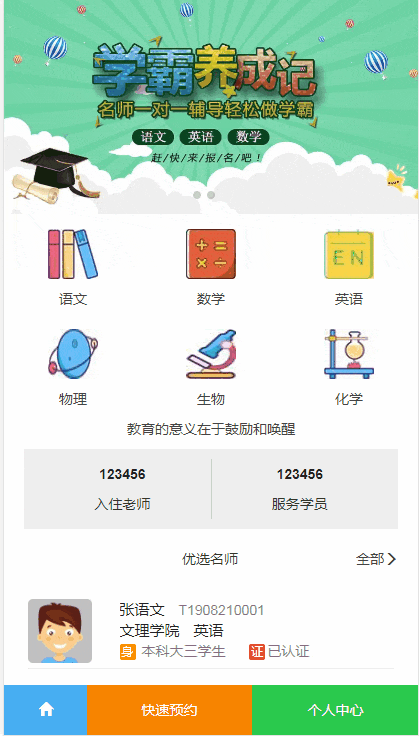 学霸养成记
名师一对一辅导轻松做学霸
语文 英语 数学
赶/快/来/报/名/吧！
语文 数学 EN 英语
物理 生物 化学
教育的意义在于鼓励和唤醒
123456 123456
入住老师 服务学员
优选名师 全部
张语文 T1908210001
文理学院 英语
身 本科大三学生 证 已认证
快速预约 个人中心